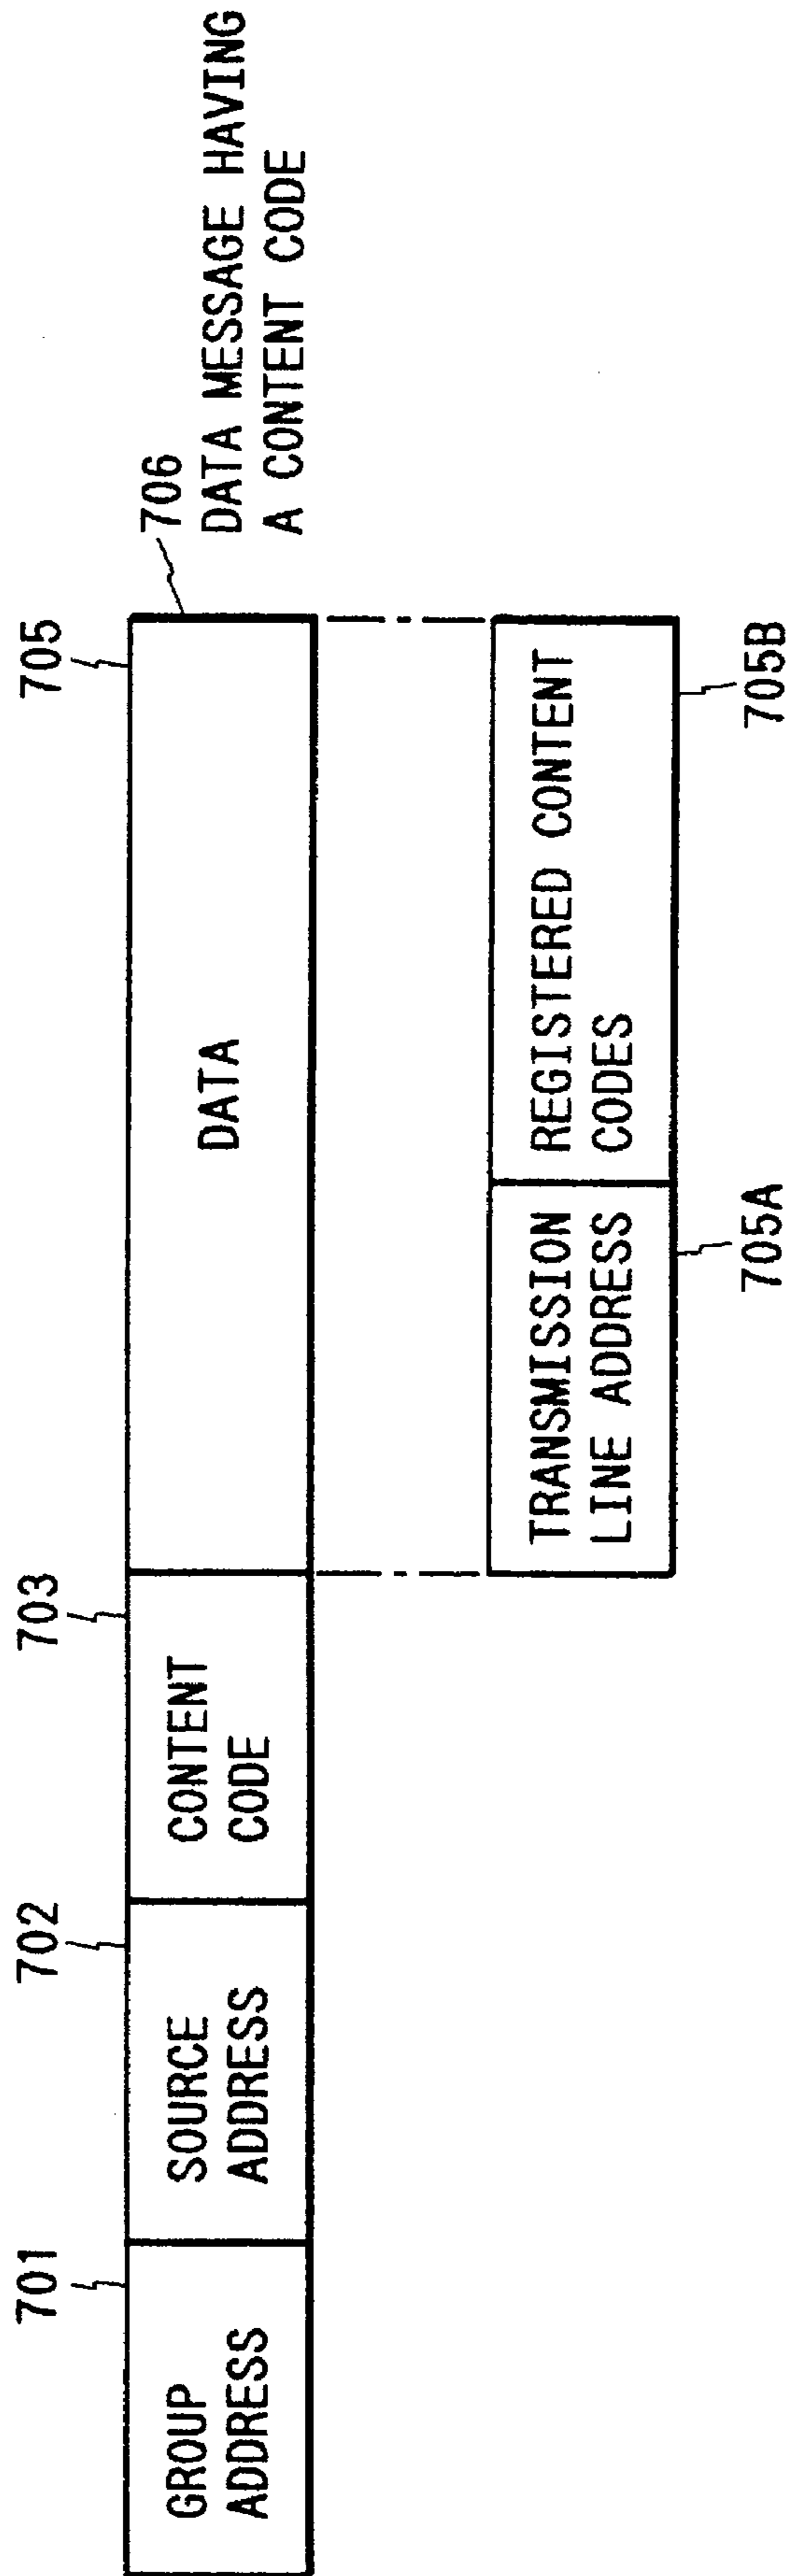 701
702
703
705
706
DATA MESSAGE HAVING
A CONTENT CODE
GROUP
ADDRESS
SOURCE
ADDRESS
CONTENT
CODE
DATA
TRANSMISSION
LINE ADDRESS
REGISTERED CONTENT
CODES
705A
705B